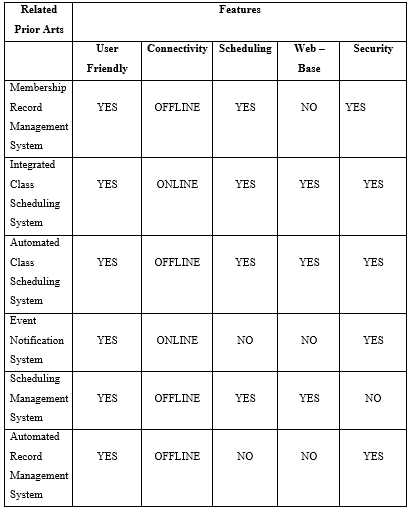 Related Features
Prior Arts
User Connectivity Scheduling Web – Security
Friendly Base
Membership
Record YES OFFLINE YES NO YES
Management
System
Integrated
Class YES ONLINE YES YES YES
Scheduling
System
Automated
Class YES OFFLINE YES YES YES
Scheduling
System
Event
Notification YES ONLINE NO NO YES
System
Scheduling
Management YES OFFLINE YES YES NO
System
Automated
Record YES OFFLINE NO NO YES
Management
System